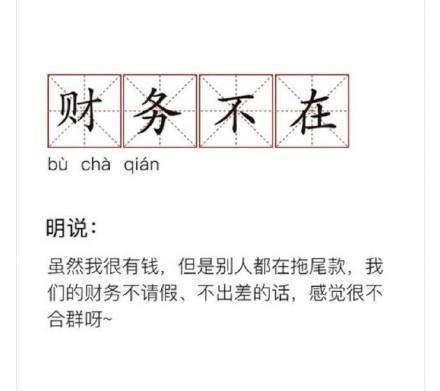 财务不在
bù chà qián
明说：
虽然我很有钱，但是别人都在拖尾款，我
们的财务不请假、不出差的话，感觉很不
合群呀~